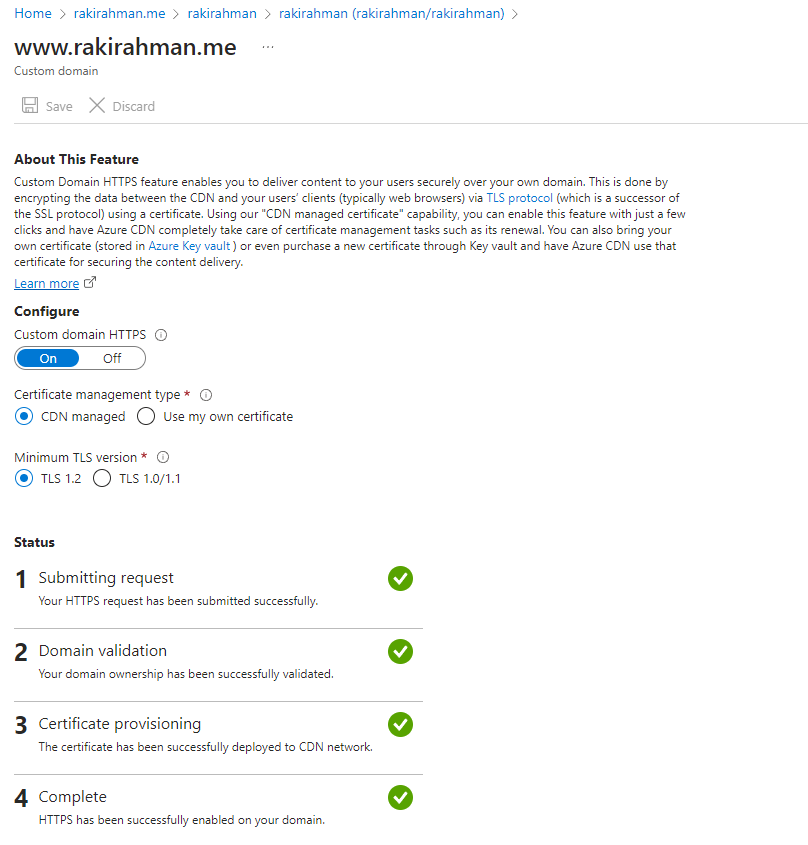 Home > rakirahman.me > rakirahman > rakirahman (rakirahman/rakirahman) >
www.rakirahman.me ...
Custom domain
Save Discard
About This Feature
Custom Domain HTTPS feature enables you to deliver content to your users securely over your own domain. This is done by
encrypting the data between the CDN and your users' clients (typically web browsers) via TLS protocol (which is a successor of
the SSL protocol) using a certificate. Using our "CDN managed certificate" capability, you can enable this feature with just a few
clicks and have Azure CDN completely take care of certificate management tasks such as its renewal. You can also bring your
own certificate (stored in Azure Key vault ) or even purchase a new certificate through Key vault and have Azure CDN use that
certificate for securing the content delivery.
Learn more
Configure
Custom domain HTTPS
On Off
Certificate management type *
CDN managed Use my own certificate
Minimum TLS version *
TLS 1.2 TLS 1.0/1.1
Status
1 Submitting request
Your HTTPS request has been submitted successfully.
2 Domain validation
Your domain ownership has been successfully validated.
3 Certificate provisioning
The certificate has been successfully deployed to CDN network.
4 Complete
HTTPS has been successfully enabled on your domain.